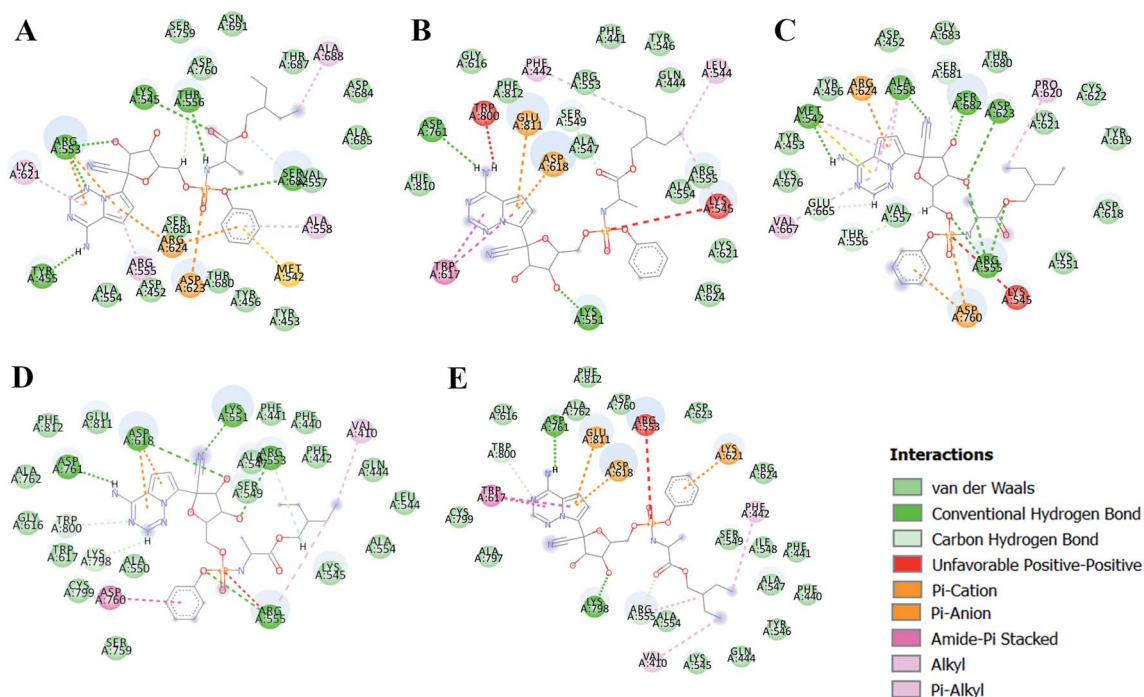 A
SER
A:759
ASN
A:691
ALA
A:688
THR
A:687
ASP
A:760
LYS
A:545
THR
A:556
ASP
A:684
ALA
A:685
ARG
A:553
SER
A:682
VAL
A:557
LYS
A:621
SER
A:681
ARG
A:624
ALA
A:558
MET
A:542
TYR
A:455
ARG
A:555
ASP
A:623
THR
A:680
ALA
A:554
ASP
A:452
TYR
A:456
TYR
A:453
B
PHE
A:441
TYR
A:546
GLY
A:616
PHE
A:442
LEU
A:544
PHE
A:812
ARG
A:553
GLN
A:444
TRP
A:800
GLU
A:811
SER
A:549
ASP
A:761
ALA
A:547
ASP
A:618
HIE
A:810
ALA
A:554
ARG
A:555
LYS
A:545
LYS
A:621
TRP
A:617
ARG
A:624
LYS
A:551
C
ASP
A:452
GLY
A:683
SER
A:681
THR
A:680
TYR
A:456
ARG
A:624
ALA
A:558
PRO
A:620
CYS
A:622
MET
A:542
SER
A:682
ASP
A:623
LYS
A:621
TYR
A:453
TYR
A:619
LYS
A:676
GLU
A:665
VAL
A:557
ASP
A:618
VAL
A:667
THR
A:556
ARG
A:555
LYS
A:551
LYS
A:545
ASP
A:760
D
PHE
A:812
GLU
A:811
LYS
A:551
PHE
A:441
PHE
A:440
VAL
A:410
ASP
A:618
ALA
A:547
ARG
A:553
PHE
A:442
GLN
A:444
ALA
A:762
ASP
A:761
SER
A:549
LEU
A:544
GLY
A:616
TRP
A:800
ALA
A:554
TRP
A:617
LYS
A:798
ALA
A:550
LYS
A:545
CYS
A:799
ASP
A:760
ARG
A:555
SER
A:759
E
PHE
A:812
GLY
A:616
ALA
A:762
ASP
A:760
ASP
A:623
ASP
A:761
ARG
A:553
GLU
A:811
TRP
A:800
LYS
A:621
ASP
A:618
ARG
A:624
TRP
A:617
PHE
A:442
CYS
A:799
SER
A:549
ILE
A:548
PHE
A:441
ALA
A:797
ALA
A:547
PHE
A:440
LYS
A:798
ARG
A:555
ALA
A:554
TYR
A:546
VAL
A:410
LYS
A:545
GLN
A:444
Interactions
van der Waals
Conventional Hydrogen Bond
Carbon Hydrogen Bond
Unfavorable Positive-Positive
Pi-Cation
Pi-Anion
Amide-Pi Stacked
Alkyl
Pi-Alkyl